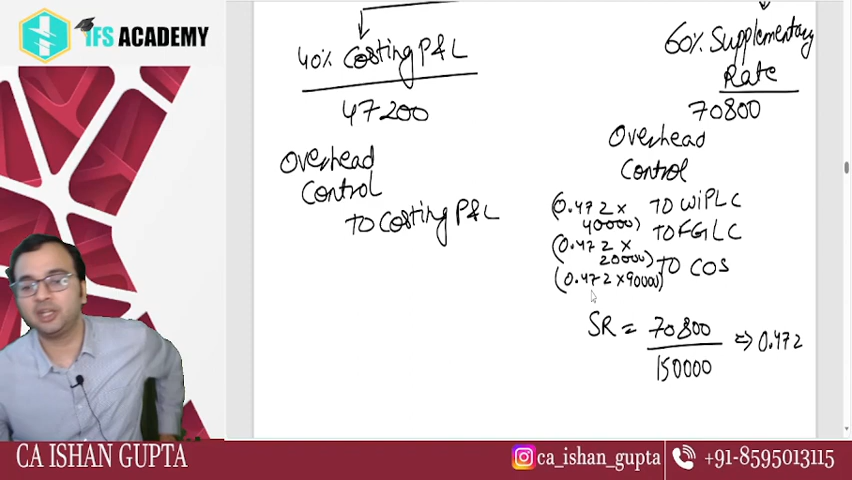 IFS ACADEMY
40% Costing P & L
47200
Overhead
Control
To Costing P & L
60% Supplementary
Rate
70800
Overhead
Control
(0.472 × 40000) To WIPLC
(0.472 × 20000) To FGLC
(0.472 × 90000) To COS
SR = 70800 / 150000 ⇒ 0.472
CA ISHAN GUPTA
ca_ishan_gupta
+91-8595013115